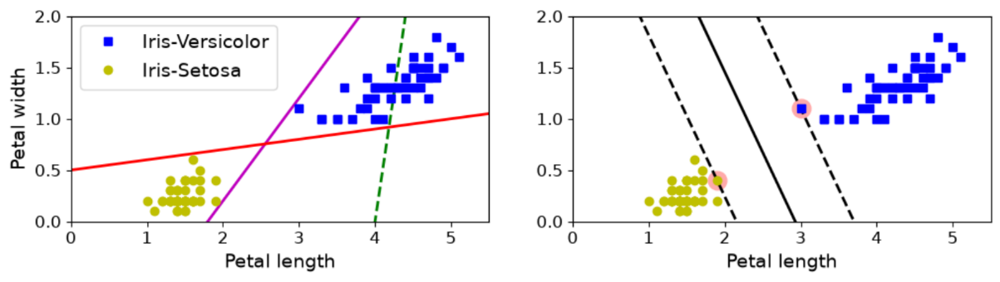 2.0
1.5
1.0
0.5
0.0
Petal width
Iris-Versicolor
Iris-Setosa
0 1 2 3 4 5
Petal length
2.0
1.5
1.0
0.5
0.0
0 1 2 3 4 5
Petal length